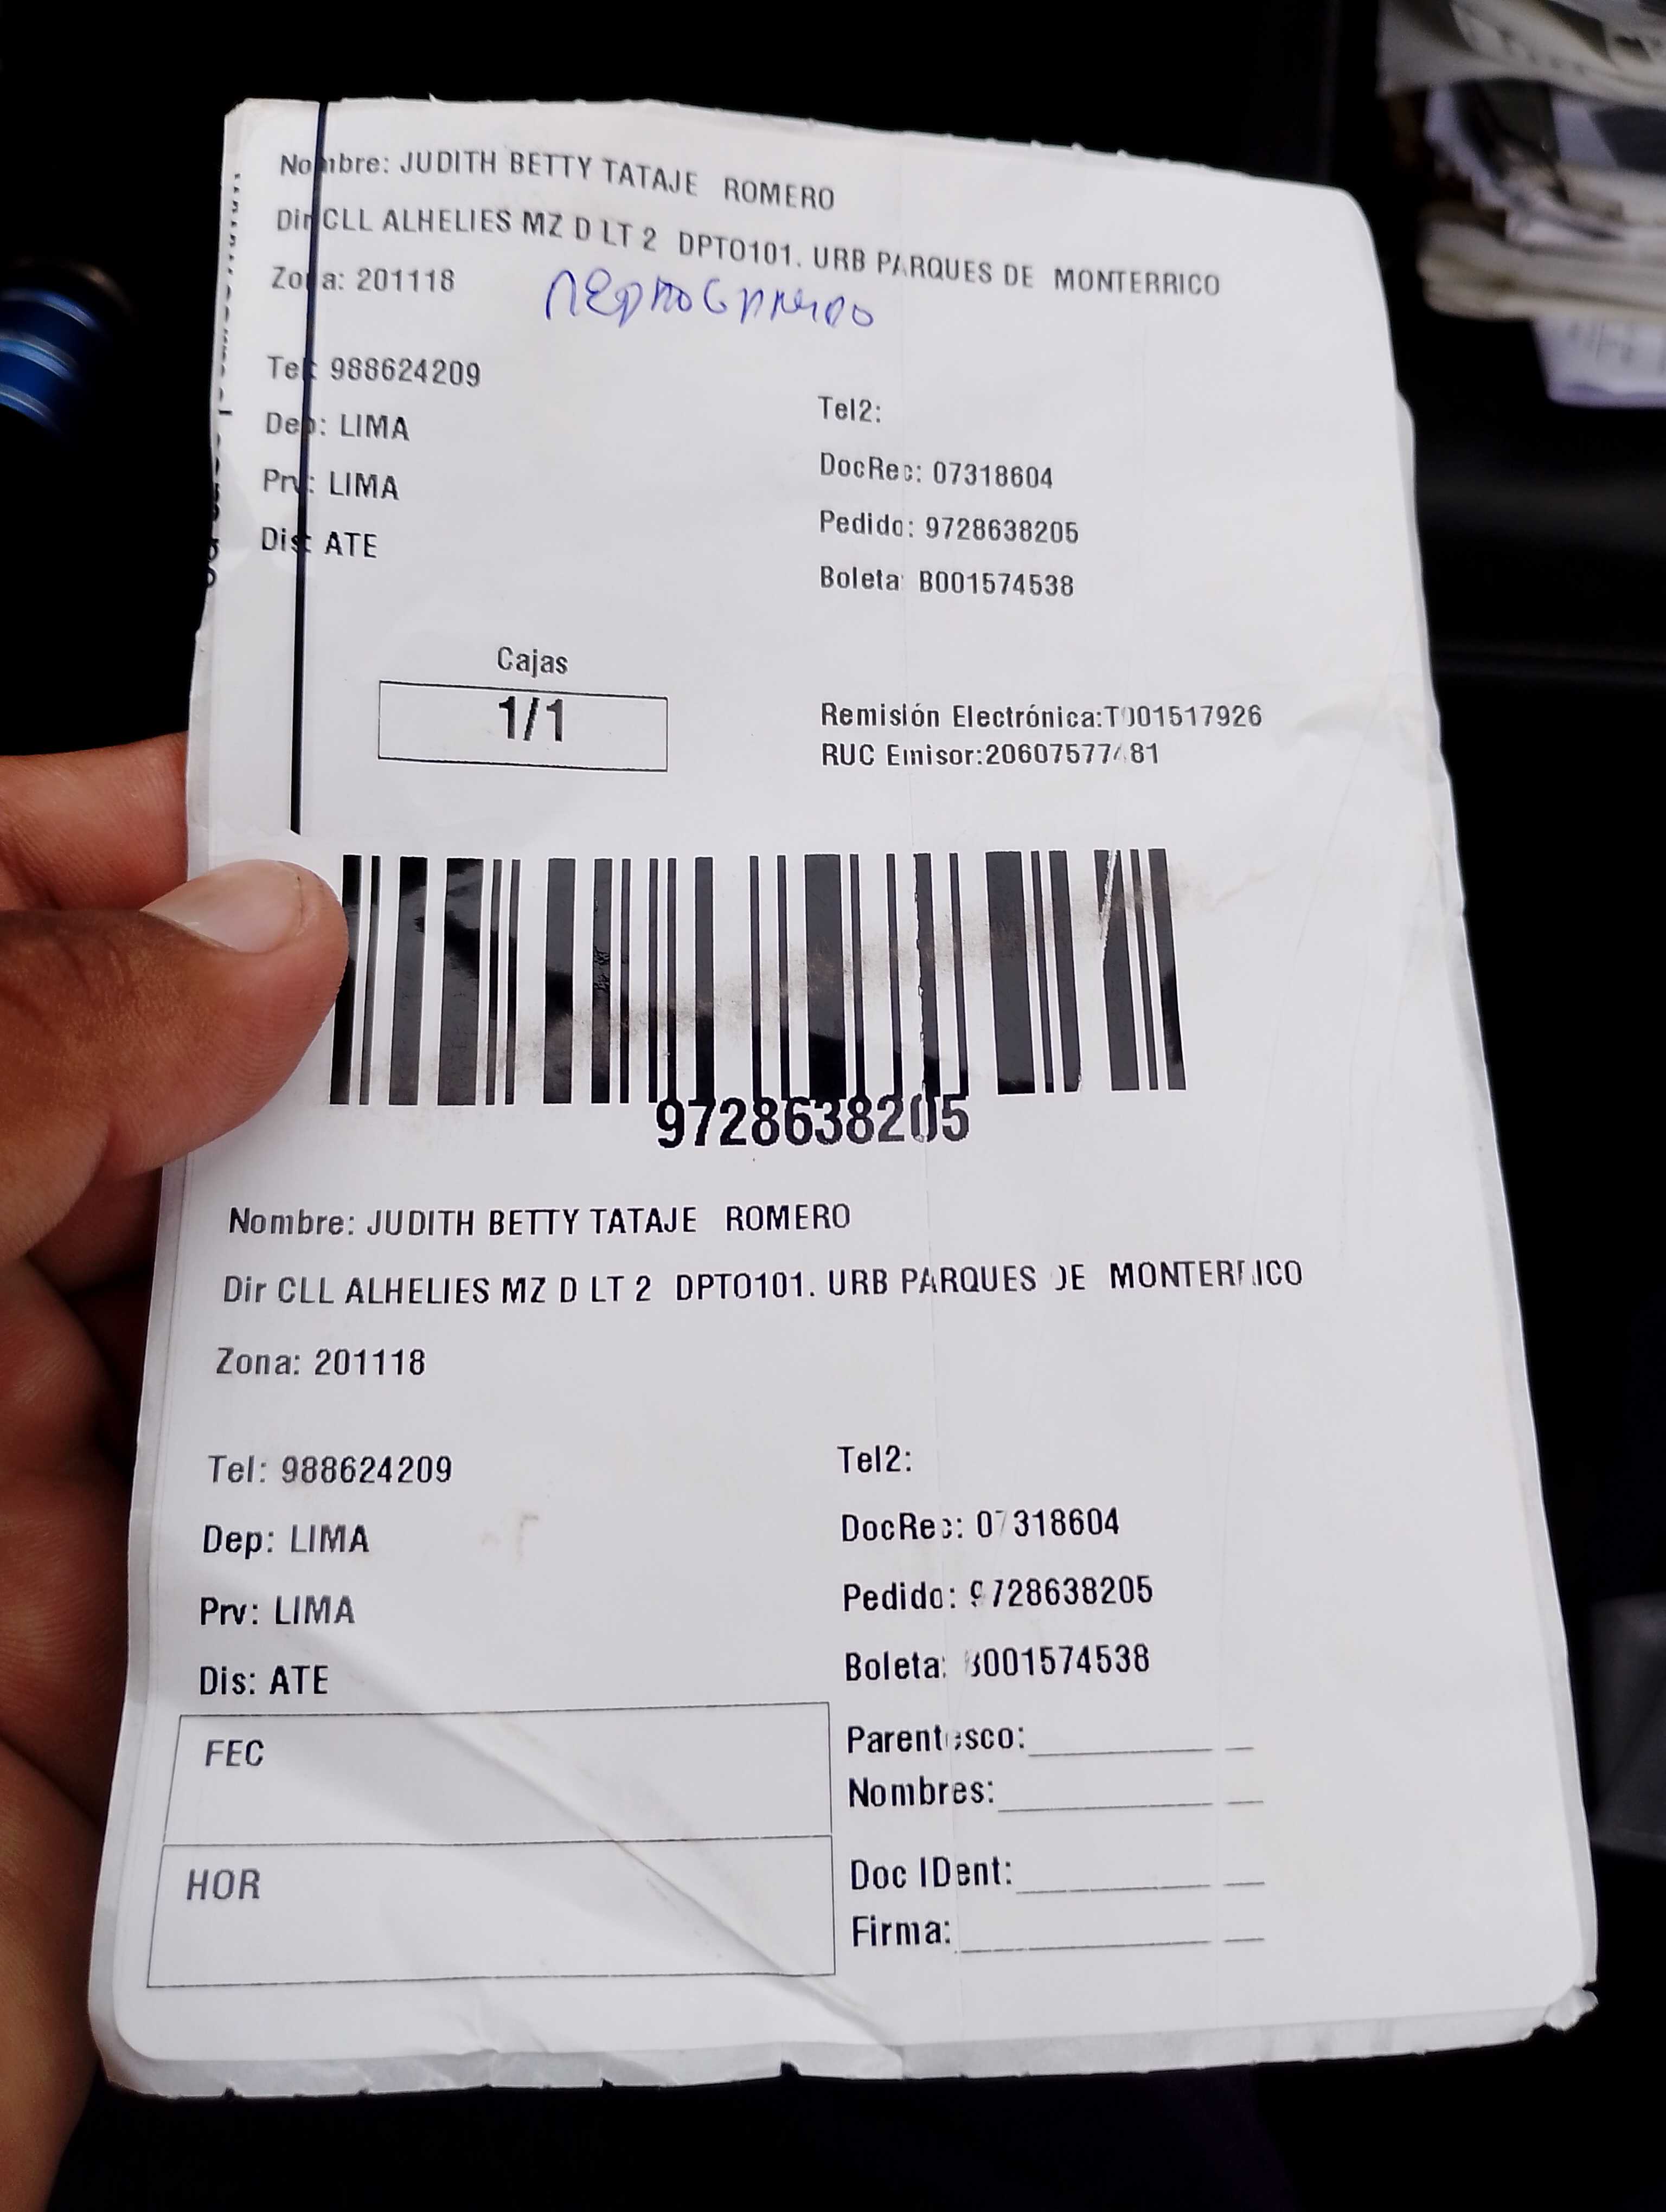 Nombre: JUDITH BETTY TATAJE ROMERO
Dir CLL ALHELIES MZ D LT 2 DPTO101. URB PARQUES DE MONTERRICO
Zona: 201118
Tel: 988624209
Tel2:
Dep: LIMA
DocRec: 07318604
Prv: LIMA
Pedido: 9728638205
Dis: ATE
Boleta: B001574538
Cajas
1/1
Remisión Electrónica:T001517926
RUC Emisor:
9728638205
Nombre: JUDITH BETTY TATAJE ROMERO
Dir CLL ALHELIES MZ D LT 2 DPTO101. URB PARQUES DE MONTERRICO
Zona: 201118
Tel: 988624209
Tel2:
Dep: LIMA
DocRec: 07318604
Prv: LIMA
Pedido: 9728638205
Dis: ATE
Boleta: B001574538
FEC
Parentesco:
Nombres:
HOR
Doc IDent:
Firma: